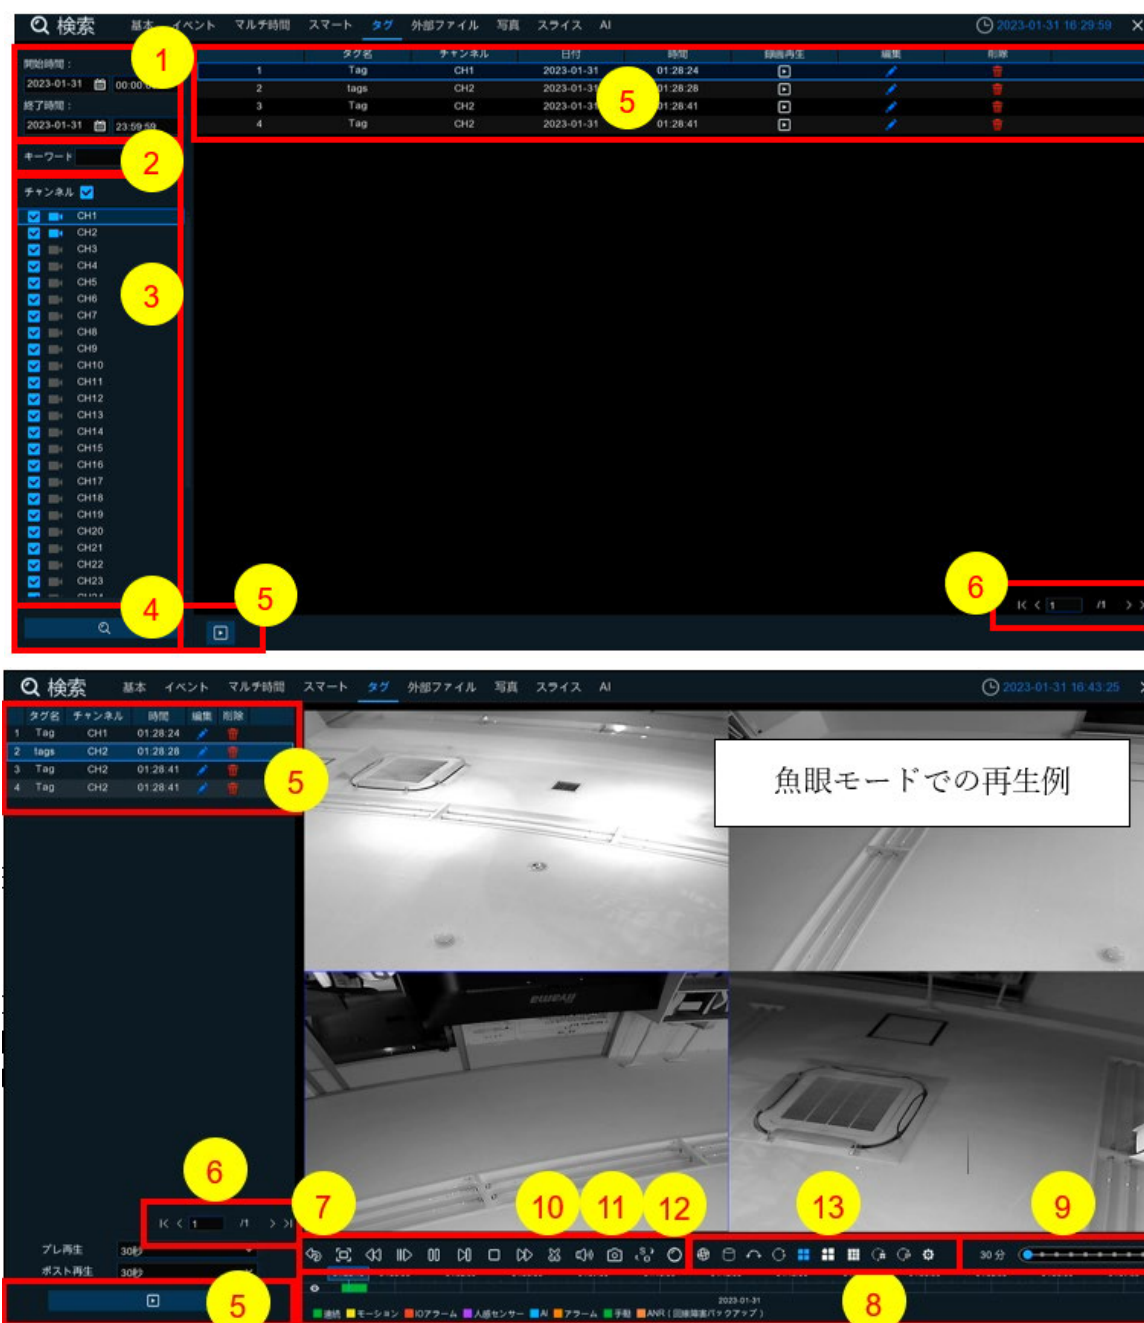 検索 基本 イベント マルチ時間 スマート タグ 外部ファイル 写真 スライス AI 2023-01-31 16:29:59
1
開始時間 :
2023-01-31
終了時間 :
2023-01-31 23:59:59
キーワード
2
チャンネル
CH1
CH2
CH3
CH4
CH5
CH6
CH7
CH8
CH9
CH10
CH11
CH12
CH13
CH14
CH15
CH16
CH17
CH18
CH19
CH20
CH21
CH22
CH23
CH24
3
4
タグ名 チャンネル 日付 時間 録画再生 編集 削除
1 Tag CH1 2023-01-31 01:28:24
2 tags CH2 2023-01-31 01:28:28
3 Tag CH2 2023-01-31 01:28:41
4 Tag CH2 2023-01-31 01:28:41
5
5
6
1 /1
検索 基本 イベント マルチ時間 スマート タグ 外部ファイル 写真 スライス AI 2023-01-31 16:43:25
タグ名 チャンネル 時間 編集 削除
1 Tag CH1 01:28:24
2 tags CH2 01:28:28
3 Tag CH2 01:28:41
4 Tag CH2 01:28:41
5
魚眼モードでの再生例
iiyama
6
1 /1
プレ再生 30秒
ポスト再生 30秒
5
7
10
11
12
13
9
30 分
2023-01-31
8
連続 モーション IOアラーム 人感センサー AI アラーム 手動 ANR ( 回線障害バックアップ )